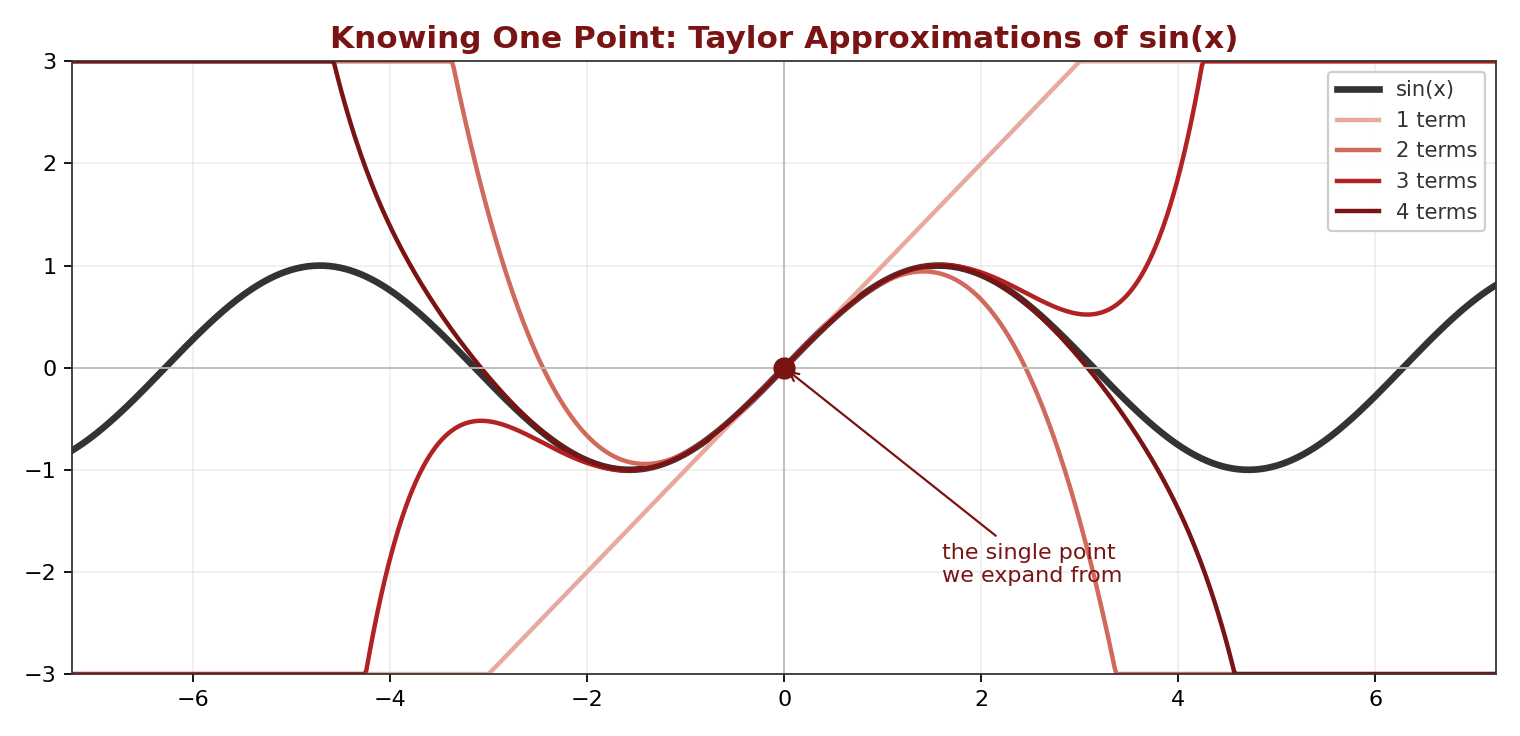 Knowing One Point: Taylor Approximations of sin(x)
3
2
1
0
−1
−2
−3
sin(x)
1 term
2 terms
3 terms
4 terms
the single point
we expand from
−6
−4
−2
0
2
4
6